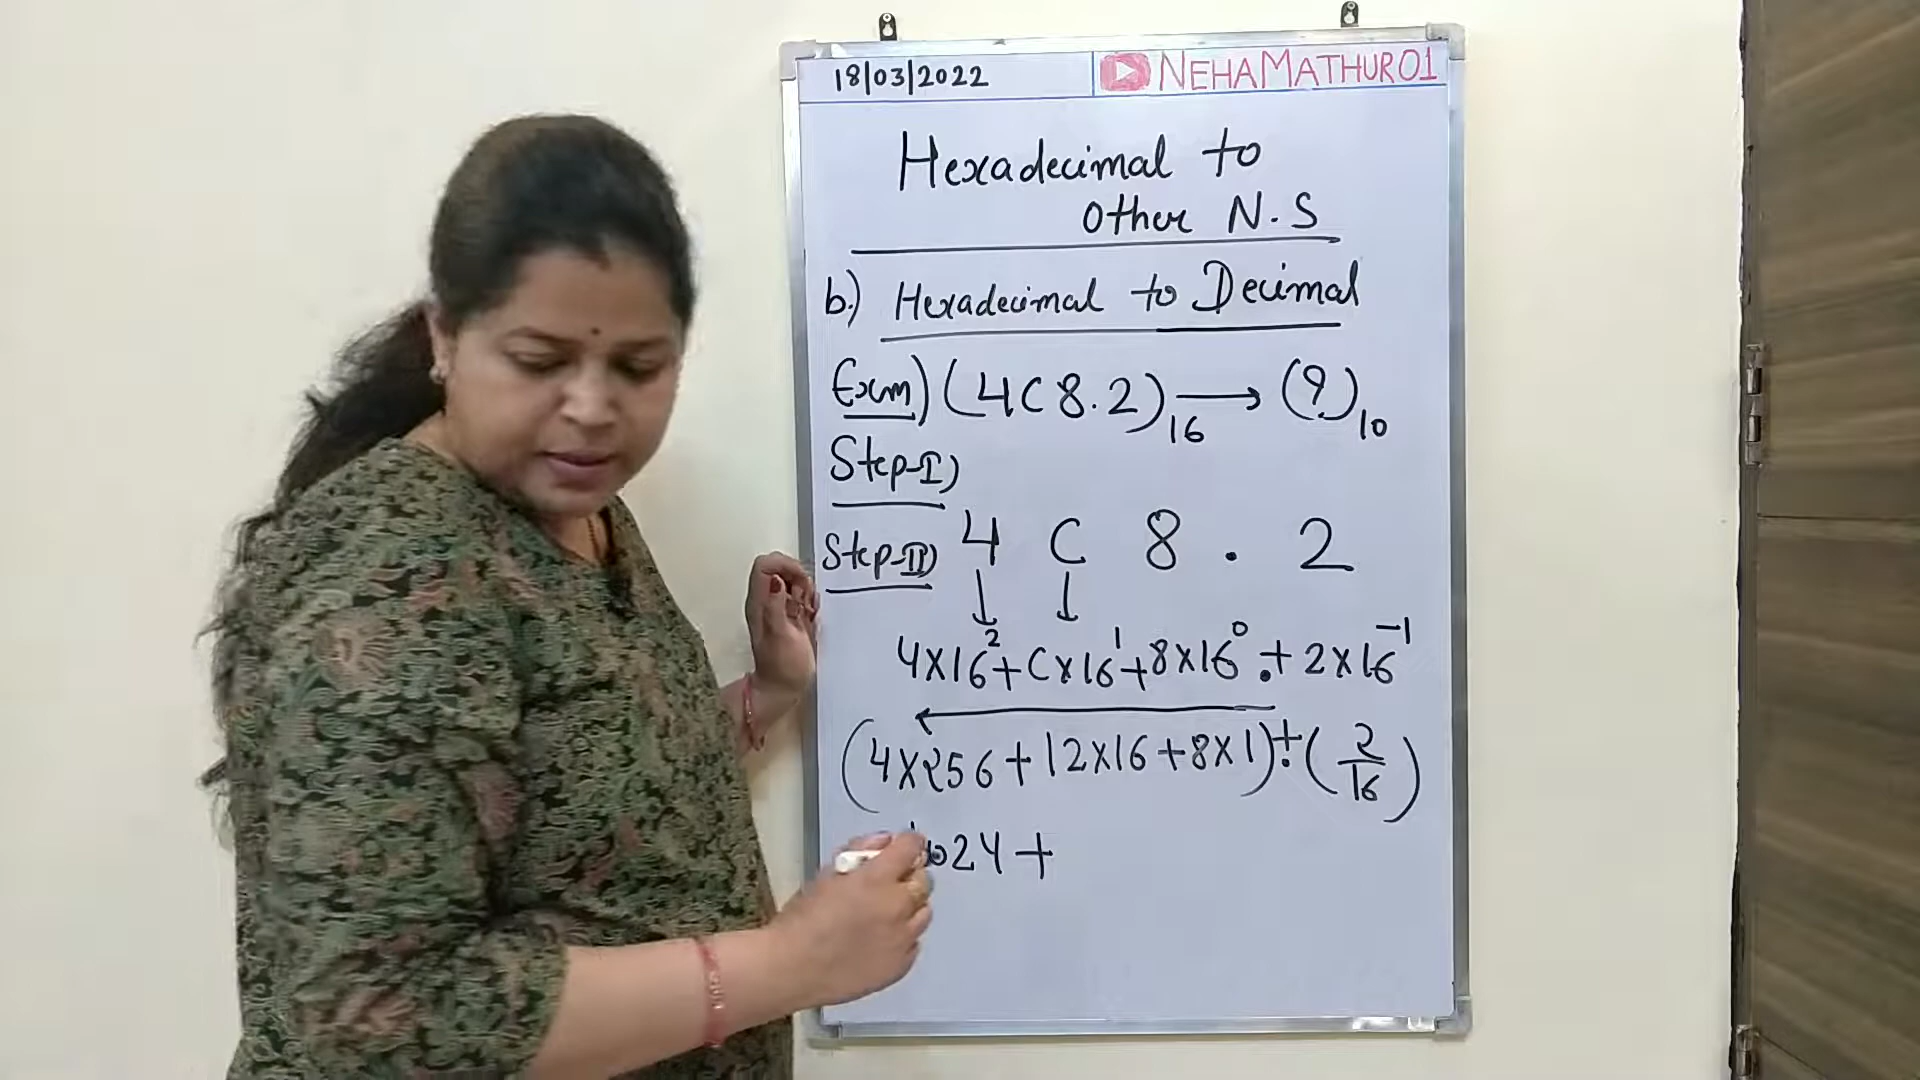 18/03/2022 NEHAMATHUR01
Hexadecimal to
Other N.S
b.) Hexadecimal to Decimal
Exm) (4C8.2)₁₆ → (?)₁₀
Step-I)
Step-II) 4 C 8 . 2
4×16²+C×16¹+8×16⁰ .+ 2×16⁻¹
(4×256+12×16+8×1) .+ (2/16)
1024+